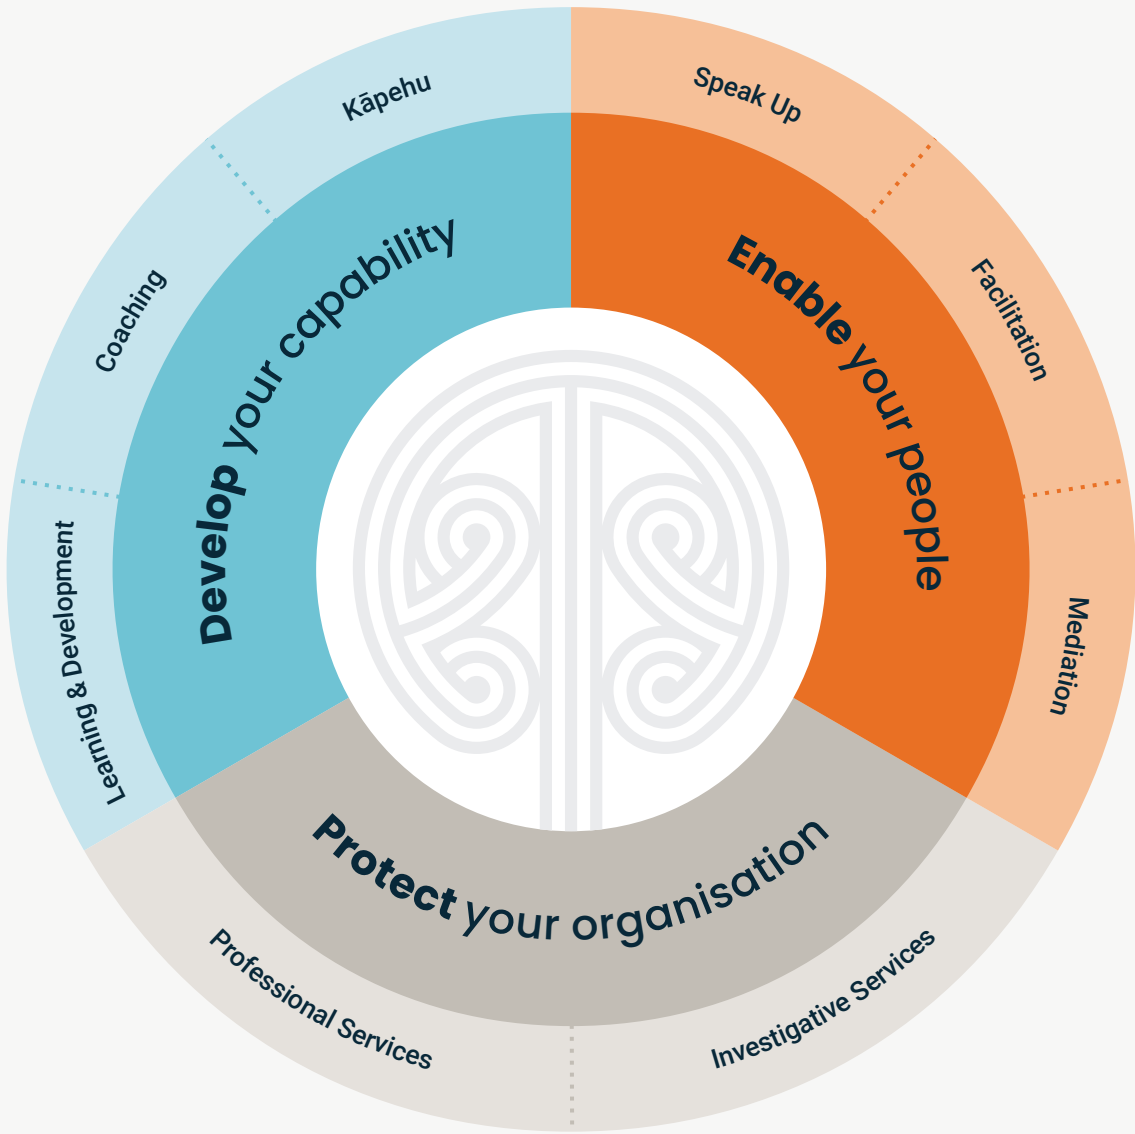 Kāpehu
Speak Up
Coaching
Facilitation
Learning & Development
Mediation
Develop your capability
Enable your people
Protect your organisation
Professional Services
Investigative Services